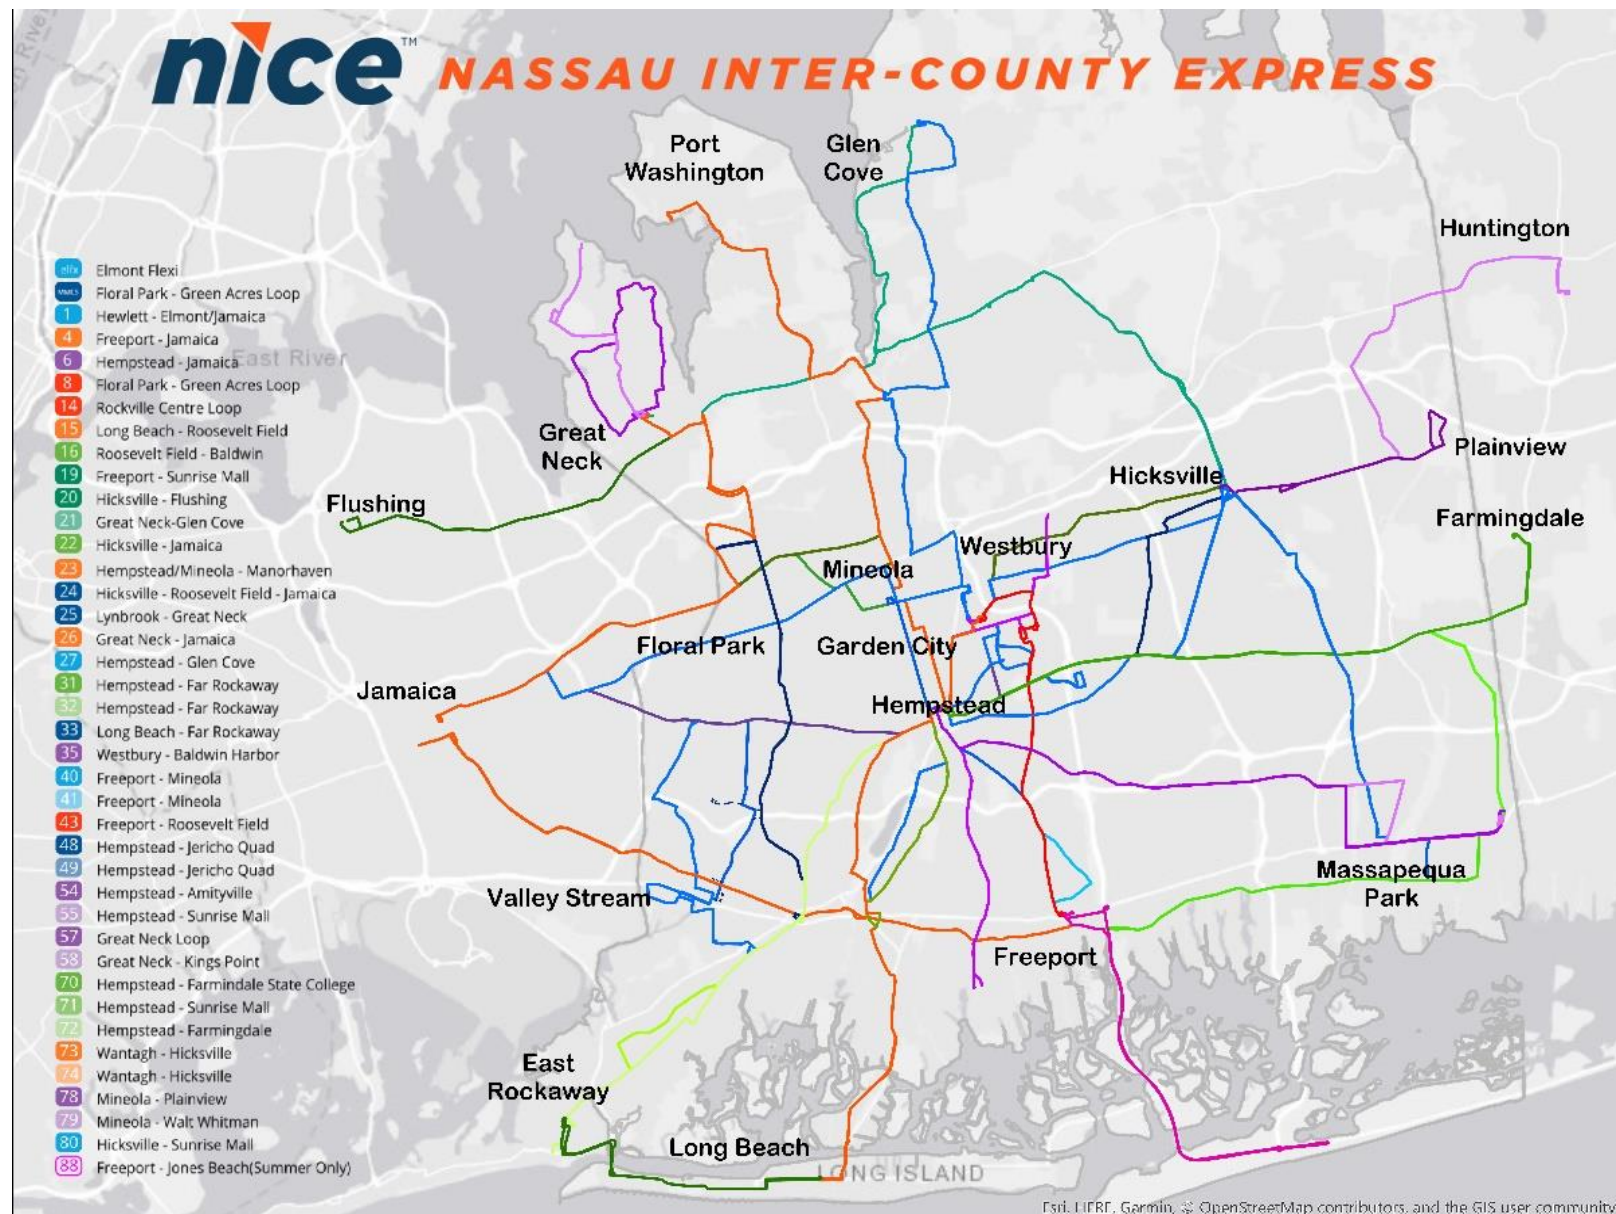 nice™ NASSAU INTER-COUNTY EXPRESS
Port
Washington
Glen
Cove
Huntington
Great
Neck
Plainview
Hicksville
Flushing
Farmingdale
Westbury
Mineola
Floral Park
Garden City
Jamaica
Hempstead
Massapequa
Park
Valley Stream
Freeport
East
Rockaway
Long Beach
LONG ISLAND
East River
Elmont Flexi
Floral Park - Green Acres Loop
1 Hewlett - Elmont/Jamaica
4 Freeport - Jamaica
6 Hempstead - Jamaica
8 Floral Park - Green Acres Loop
14 Rockville Centre Loop
15 Long Beach - Roosevelt Field
16 Roosevelt Field - Baldwin
19 Freeport - Sunrise Mall
20 Hicksville - Flushing
21 Great Neck-Glen Cove
22 Hicksville - Jamaica
23 Hempstead/Mineola - Manorhaven
24 Hicksville - Roosevelt Field - Jamaica
25 Lynbrook - Great Neck
26 Great Neck - Jamaica
27 Hempstead - Glen Cove
31 Hempstead - Far Rockaway
32 Hempstead - Far Rockaway
33 Long Beach - Far Rockaway
35 Westbury - Baldwin Harbor
40 Freeport - Mineola
41 Freeport - Mineola
43 Freeport - Roosevelt Field
48 Hempstead - Jericho Quad
49 Hempstead - Jericho Quad
54 Hempstead - Amityville
55 Hempstead - Sunrise Mall
57 Great Neck Loop
58 Great Neck - Kings Point
70 Hempstead - Farmindale State College
71 Hempstead - Sunrise Mall
72 Hempstead - Farmingdale
73 Wantagh - Hicksville
74 Wantagh - Hicksville
78 Mineola - Plainview
79 Mineola - Walt Whitman
80 Hicksville - Sunrise Mall
88 Freeport - Jones Beach(Summer Only)
Esri, HERE, Garmin, © OpenStreetMap contributors, and the GIS user community